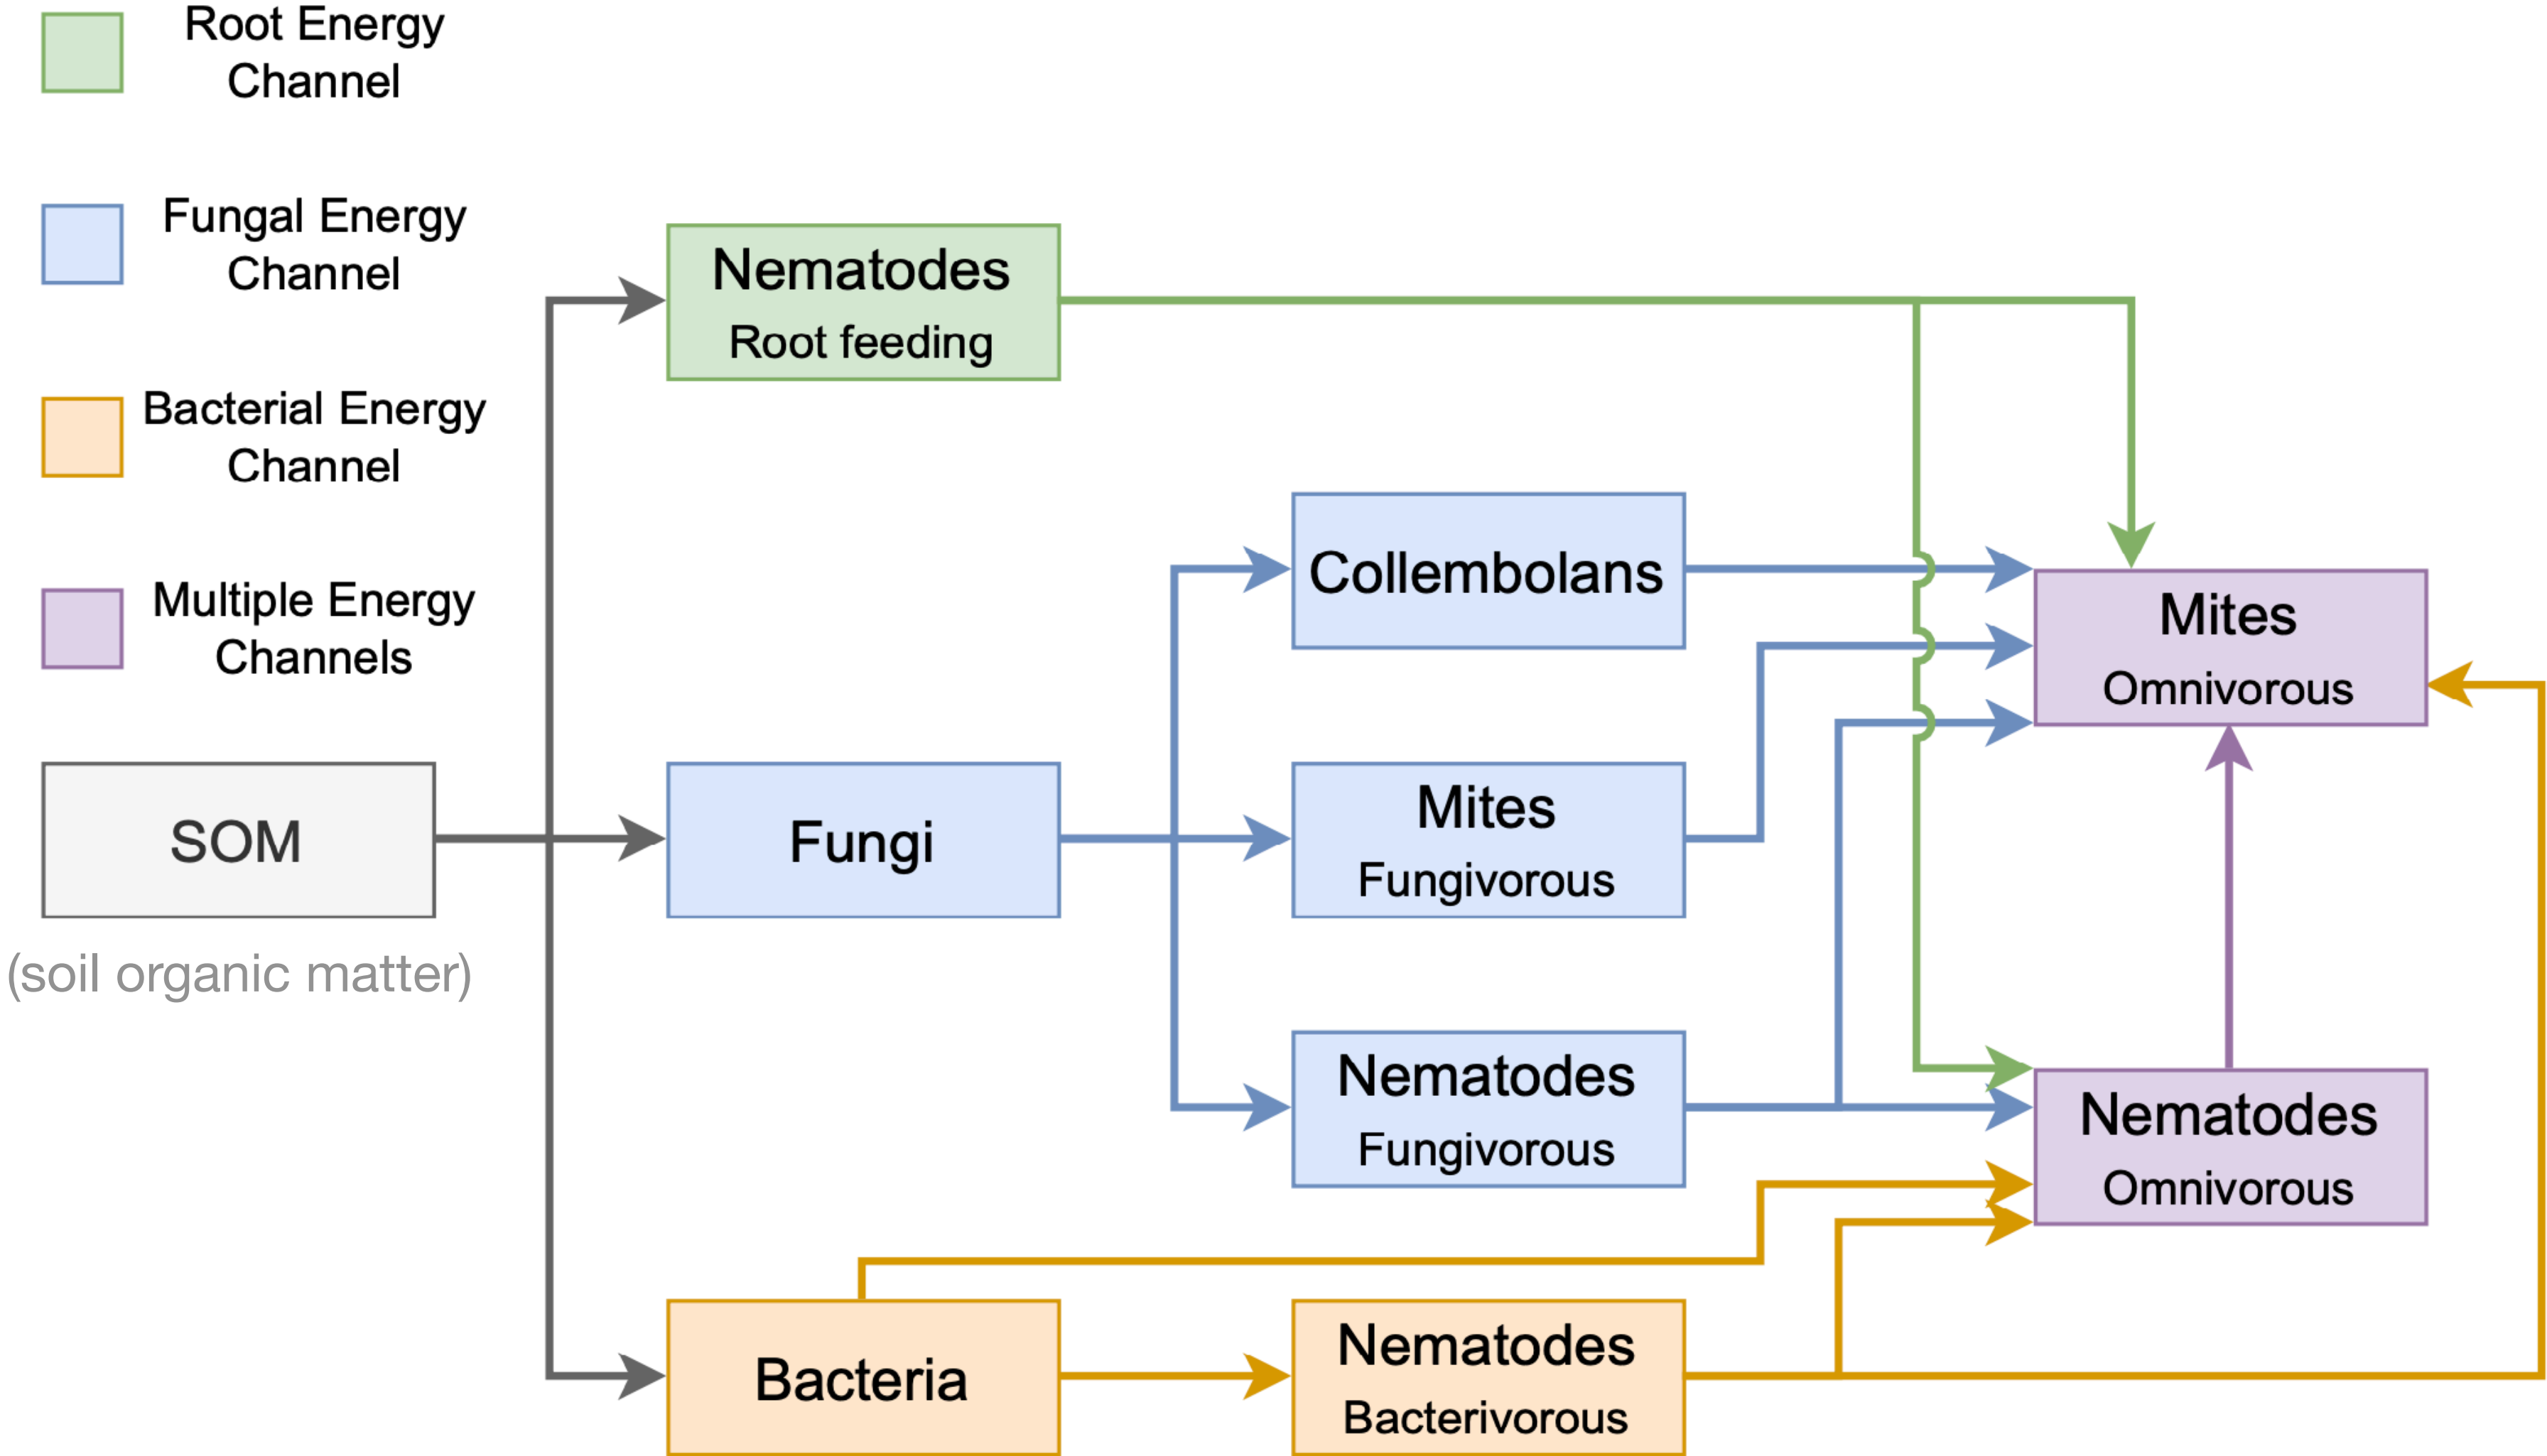 Root Energy
Channel
Fungal Energy
Channel
Bacterial Energy
Channel
Multiple Energy
Channels
SOM
(soil organic matter)
Nematodes
Root feeding
Fungi
Bacteria
Collembolans
Mites
Fungivorous
Nematodes
Fungivorous
Nematodes
Bacterivorous
Mites
Omnivorous
Nematodes
Omnivorous